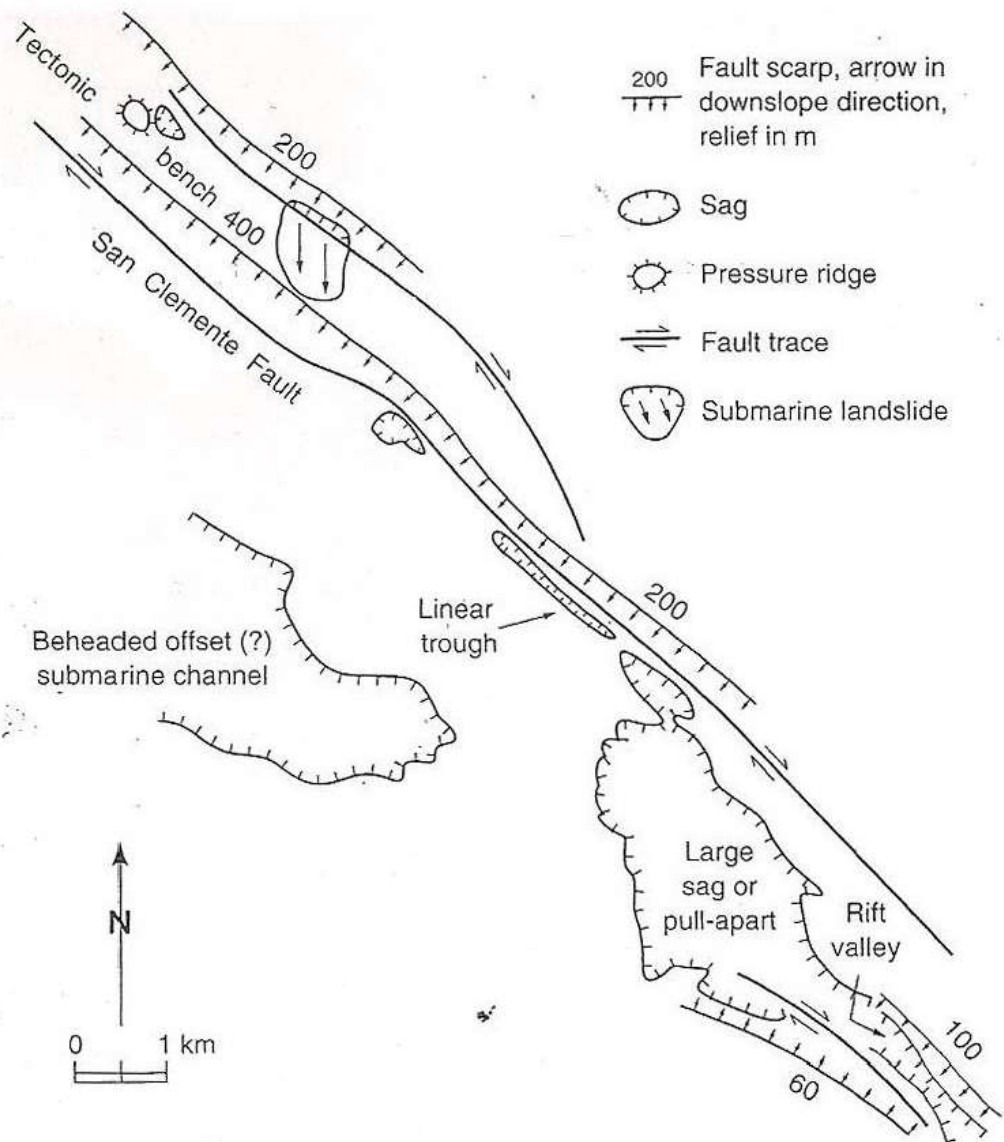 Tectonic
bench 400
200
San Clemente Fault
200
Fault scarp, arrow in
downslope direction,
relief in m
Sag
Pressure ridge
Fault trace
Submarine landslide
Linear
trough
200
Beheaded offset (?)
submarine channel
Large
sag or
pull-apart
Rift
valley
N
0 1 km
60
100